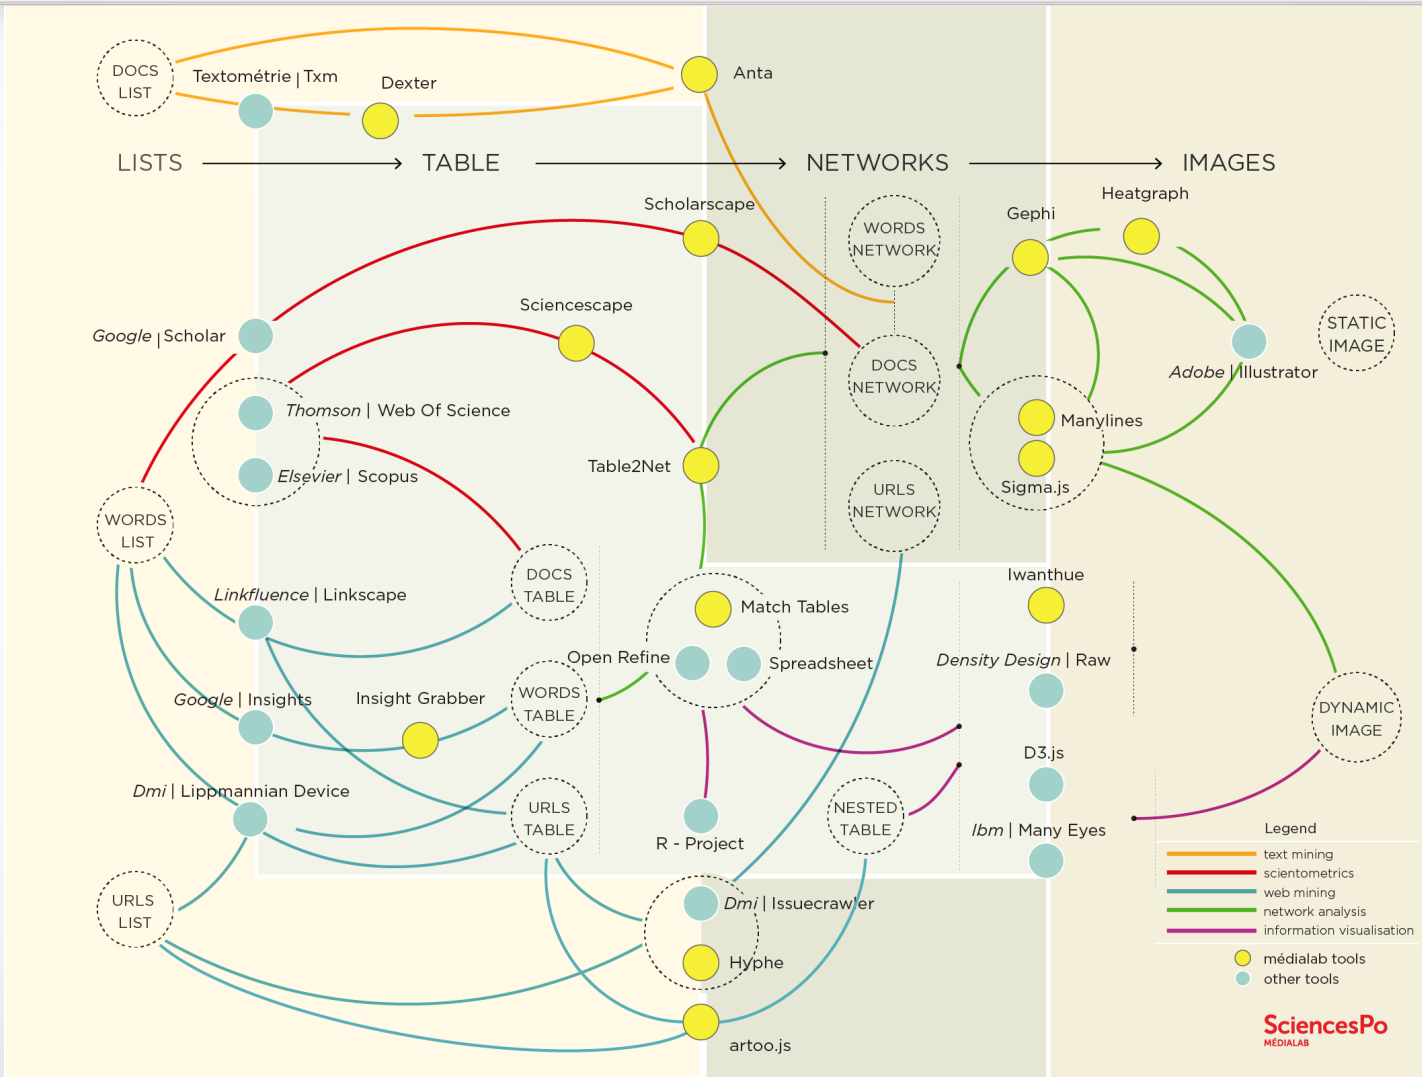 DOCS
LIST
Textométrie | Txm
Dexter
Anta
LISTS
TABLE
NETWORKS
IMAGES
Scholarscape
WORDS
NETWORK
Gephi
Heatgraph
Google | Scholar
Sciencescape
DOCS
NETWORK
STATIC
IMAGE
Adobe | Illustrator
Thomson | Web Of Science
Elsevier | Scopus
Table2Net
Manylines
Sigma.js
URLS
NETWORK
WORDS
LIST
DOCS
TABLE
Linkfluence | Linkscape
Match Tables
Open Refine
Spreadsheet
Iwanthue
Density Design | Raw
Google | Insights
Insight Grabber
WORDS
TABLE
DYNAMIC
IMAGE
D3.js
Dmi | Lippmannian Device
URLS
TABLE
R - Project
NESTED
TABLE
Ibm | Many Eyes
URLS
LIST
Dmi | Issuecrawler
Hyphe
artoo.js
Legend
text mining
scientometrics
web mining
network analysis
information visualisation
médialab tools
other tools
SciencesPo
MÉDIALAB